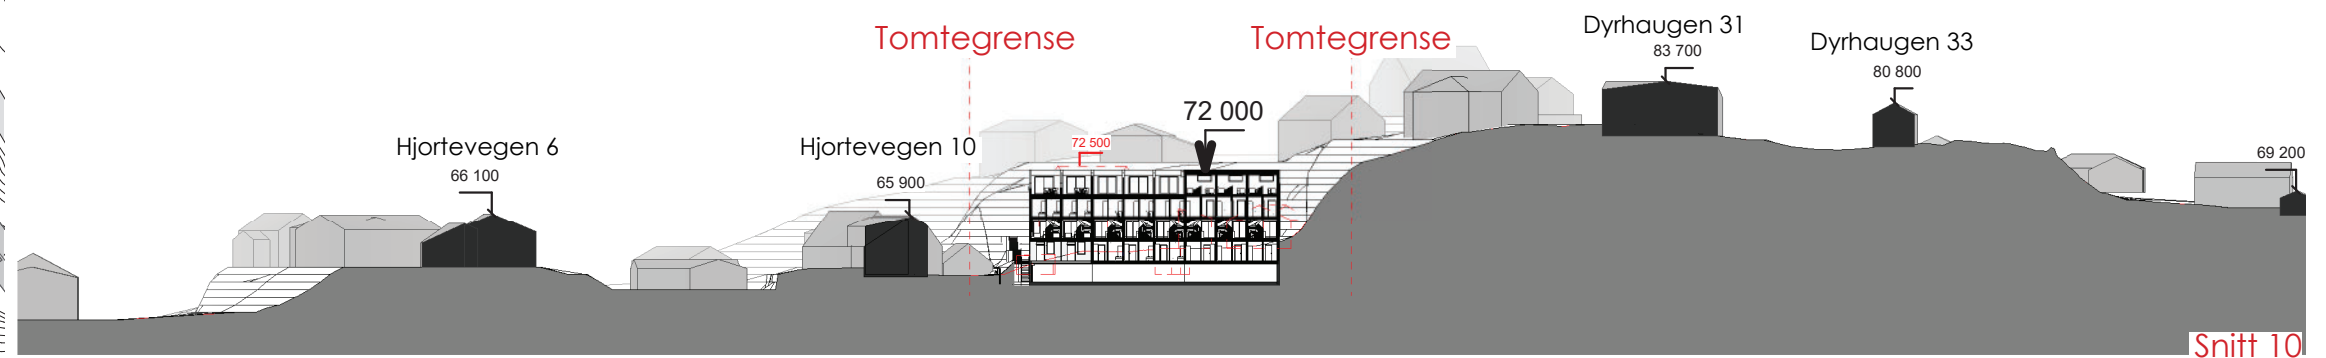 Tomtegrense
Tomtegrense
Dyrhaugen 31
83 700
Dyrhaugen 33
80 800
72 000
Hjortevegen 6
66 100
Hjortevegen 10
65 900
72 500
69 200
Snitt 10